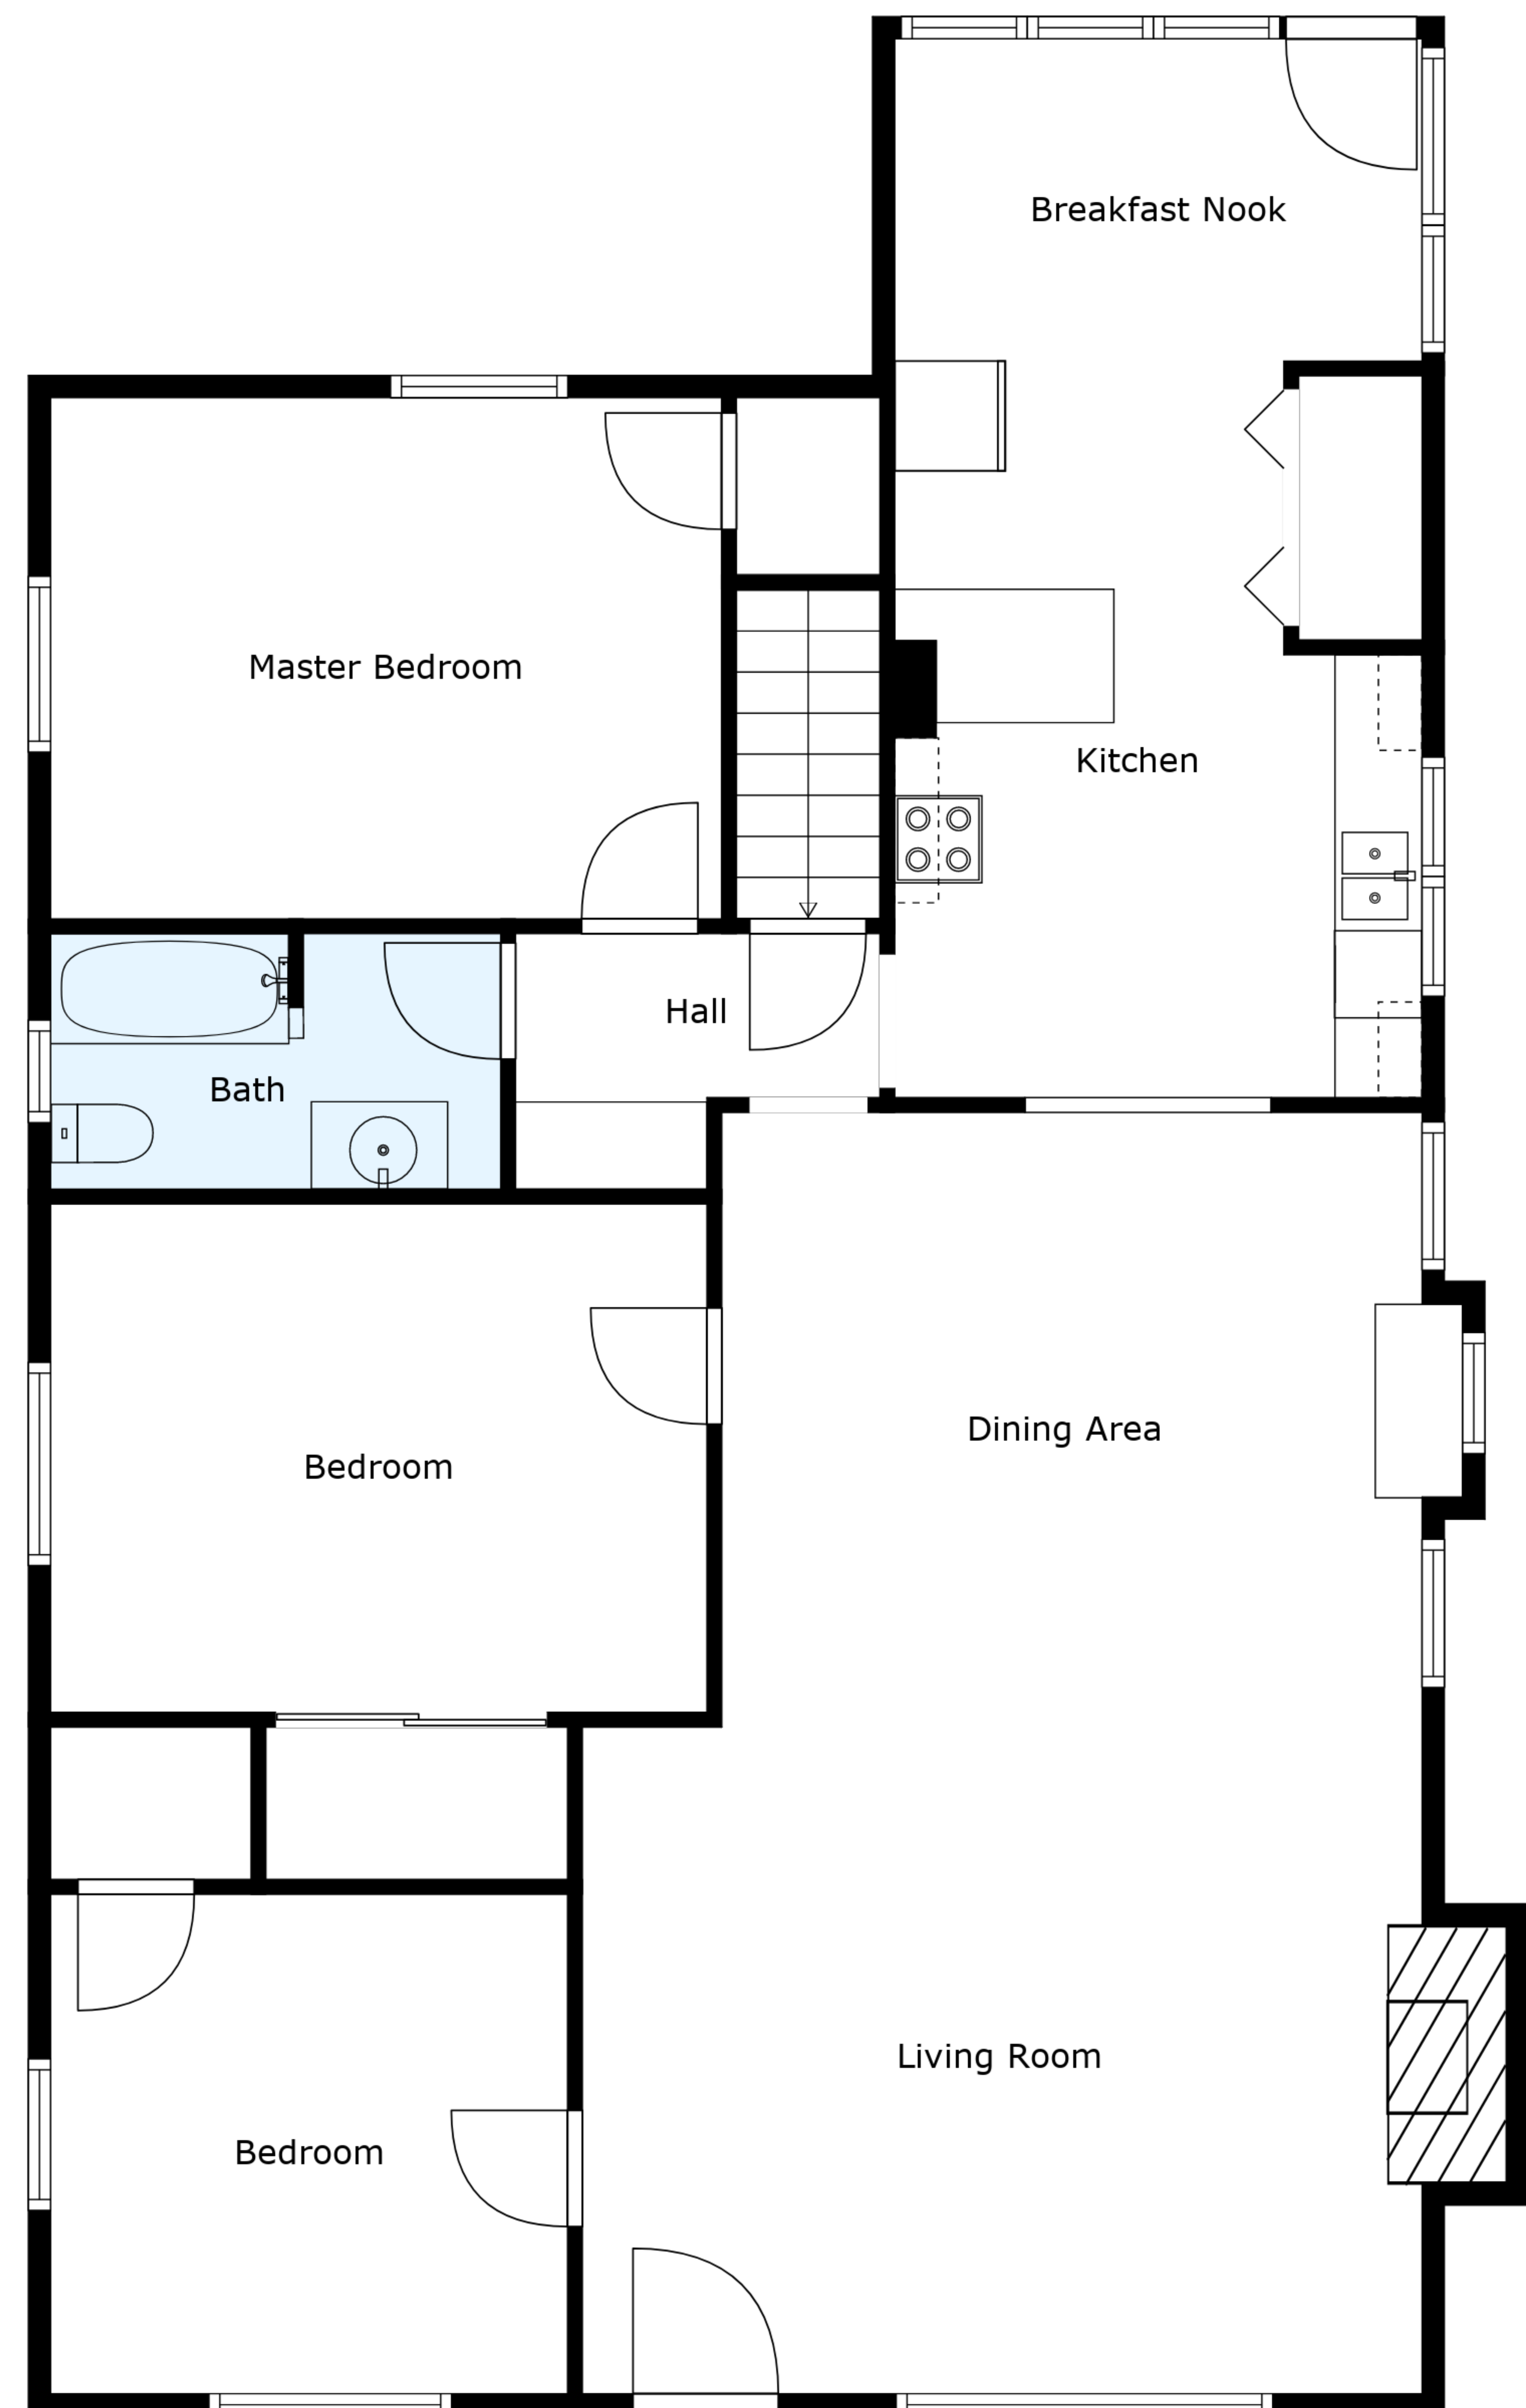 Breakfast Nook
Master Bedroom
Kitchen
Hall
Bath
Dining Area
Bedroom
Living Room
Bedroom